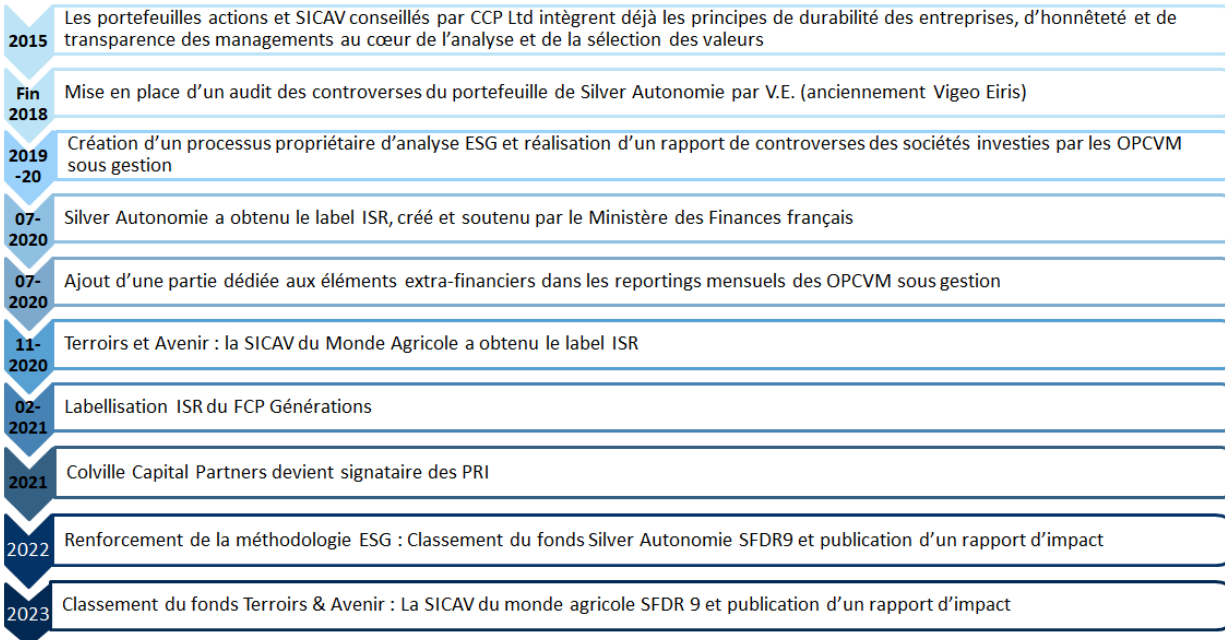 2015
Les portefeuilles actions et SICAV conseillés par CCP Ltd intègrent déjà les principes de durabilité des entreprises, d’honnêteté et de
transparence des managements au cœur de l’analyse et de la sélection des valeurs
Fin
2018
Mise en place d’un audit des controverses du portefeuille de Silver Autonomie par V.E. (anciennement Vigeo Eiris)
2019
-20
Création d’un processus propriétaire d’analyse ESG et réalisation d’un rapport de controverses des sociétés investies par les OPCVM
sous gestion
07-
2020
Silver Autonomie a obtenu le label ISR, créé et soutenu par le Ministère des Finances français
07-
2020
Ajout d’une partie dédiée aux éléments extra-financiers dans les reportings mensuels des OPCVM sous gestion
11-
2020
Terroirs et Avenir : la SICAV du Monde Agricole a obtenu le label ISR
02-
2021
Labellisation ISR du FCP Générations
2021
Colville Capital Partners devient signataire des PRI
2022
Renforcement de la méthodologie ESG : Classement du fonds Silver Autonomie SFDR9 et publication d’un rapport d’impact
2023
Classement du fonds Terroirs & Avenir : La SICAV du monde agricole SFDR 9 et publication d’un rapport d’impact